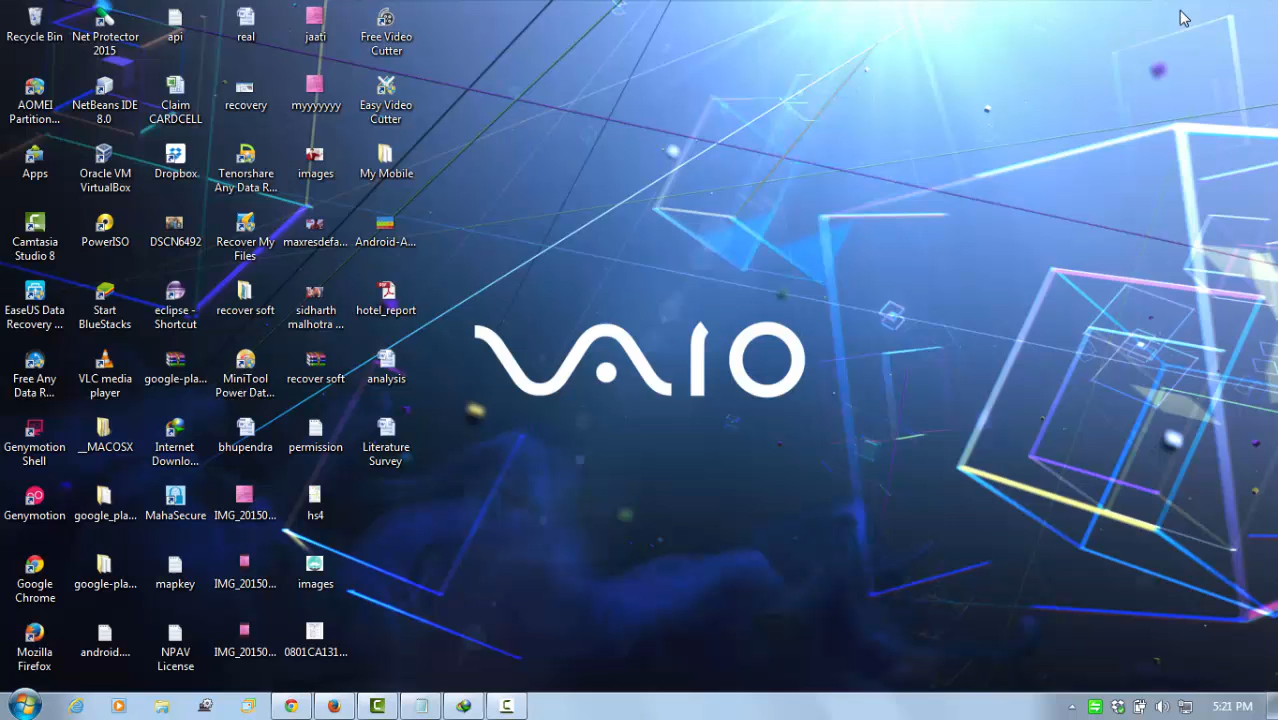 Recycle Bin
Net Protector
2015
api
real
jaati
Free Video
Cutter
AOMEI
Partition...
NetBeans IDE
8.0
Claim
CARDCELL
recovery
myyyyyyy
Easy Video
Cutter
Apps
Oracle VM
VirtualBox
Dropbox
Tenorshare
Any Data R...
images
My Mobile
Camtasia
Studio 8
PowerISO
DSCN6492
Recover My
Files
maxresdefa...
Android-A...
EaseUS Data
Recovery ...
Start
BlueStacks
eclipse -
Shortcut
recover soft
sidharth
malhotra ...
hotel_report
VAIO
Free Any
Data R...
VLC media
player
google-pla...
MiniTool
Power Dat...
recover soft
analysis
Genymotion
Shell
__MACOSX
Internet
Downlo...
bhupendra
permission
Literature
Survey
Genymotion
google_pla...
MahaSecure
IMG_20150...
hs4
Google
Chrome
google-pla...
mapkey
IMG_20150...
images
Mozilla
Firefox
android....
NPAV
License
IMG_20150...
0801CA131...
5:21 PM